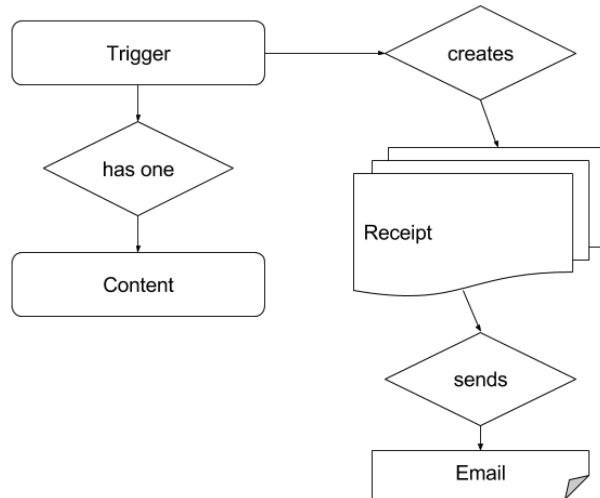 Trigger
creates
has one
Receipt
Content
sends
Email